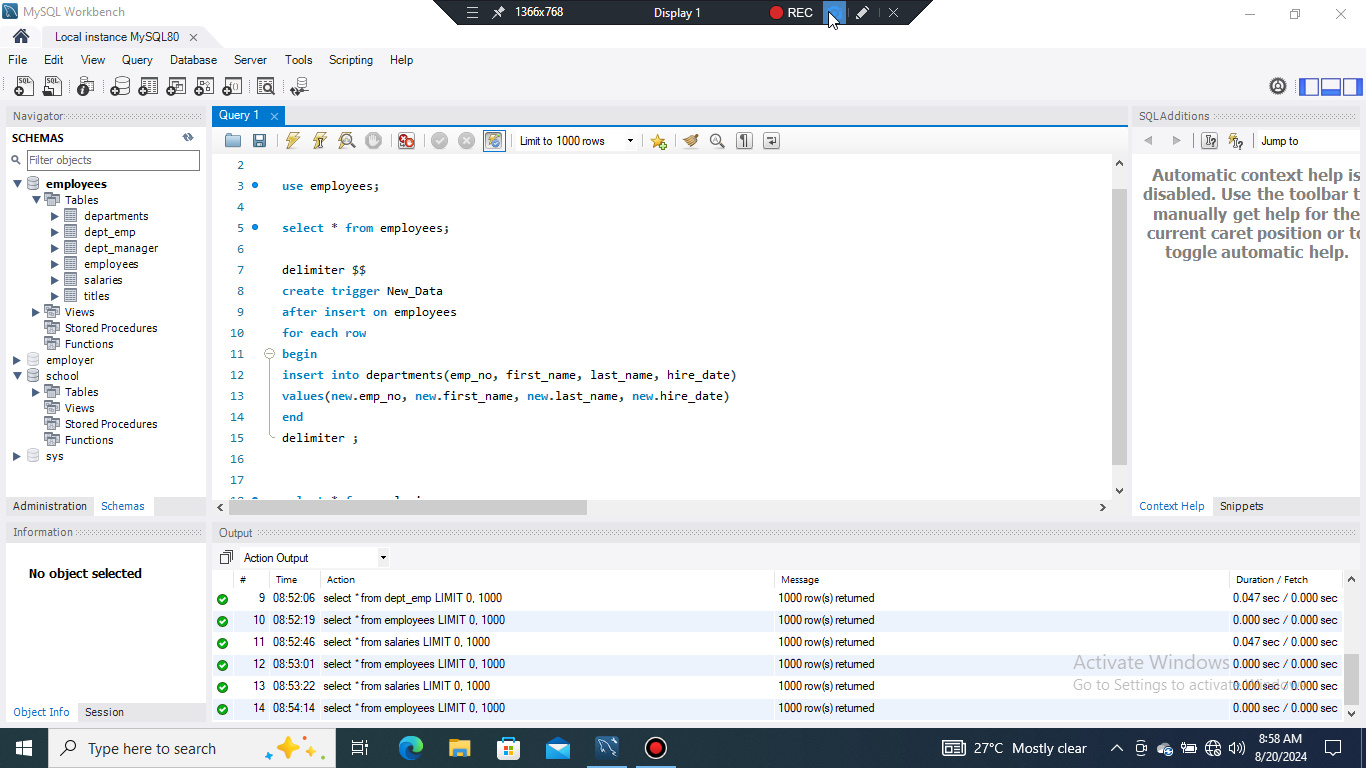 MySQL Workbench
1366x768
Display 1
REC
Local instance MySQL80
File Edit View Query Database Server Tools Scripting Help
Navigator
SCHEMAS
Filter objects
employees
Tables
departments
dept_emp
dept_manager
employees
salaries
titles
Views
Stored Procedures
Functions
employer
school
Tables
Views
Stored Procedures
Functions
sys
Administration Schemas
Information
No object selected
Object Info Session
Query 1
Limit to 1000 rows
2
3 use employees;
4
5 select * from employees;
6
7 delimiter $$
8 create trigger New_Data
9 after insert on employees
10 for each row
11 begin
12 insert into departments(emp_no, first_name, last_name, hire_date)
13 values(new.emp_no, new.first_name, new.last_name, new.hire_date)
14 end
15 delimiter ;
16
17
SQLAdditions
Jump to
Automatic context help is
disabled. Use the toolbar t
manually get help for the
current caret position or to
toggle automatic help.
Context Help Snippets
Output
Action Output
# Time Action Message Duration / Fetch
9 08:52:06 select * from dept_emp LIMIT 0, 1000 1000 row(s) returned 0.047 sec / 0.000 sec
10 08:52:19 select * from employees LIMIT 0, 1000 1000 row(s) returned 0.000 sec / 0.000 sec
11 08:52:46 select * from salaries LIMIT 0, 1000 1000 row(s) returned 0.047 sec / 0.000 sec
12 08:53:01 select * from employees LIMIT 0, 1000 1000 row(s) returned 0.000 sec / 0.000 sec
13 08:53:22 select * from salaries LIMIT 0, 1000 1000 row(s) returned 0.000 sec / 0.000 sec
14 08:54:14 select * from employees LIMIT 0, 1000 1000 row(s) returned 0.000 sec / 0.000 sec
Activate Windows
Go to Settings to activate Windows.
Type here to search
27°C Mostly clear
8:58 AM
8/20/2024